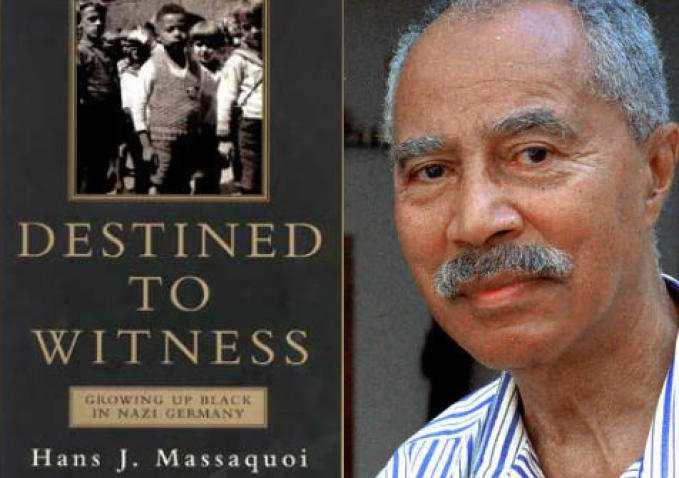 DESTINED
TO
WITNESS
GROWING UP BLACK
IN NAZI GERMANY
Hans J. Massaquoi